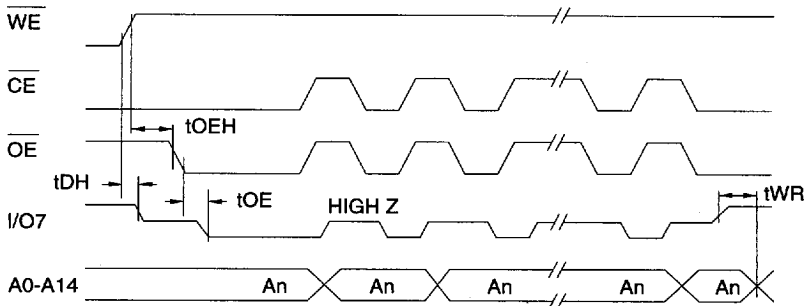 WE
CE
tOEH
OE
tDH
tOE
HIGH Z
tWR
I/O7
A0-A14 An An An An An